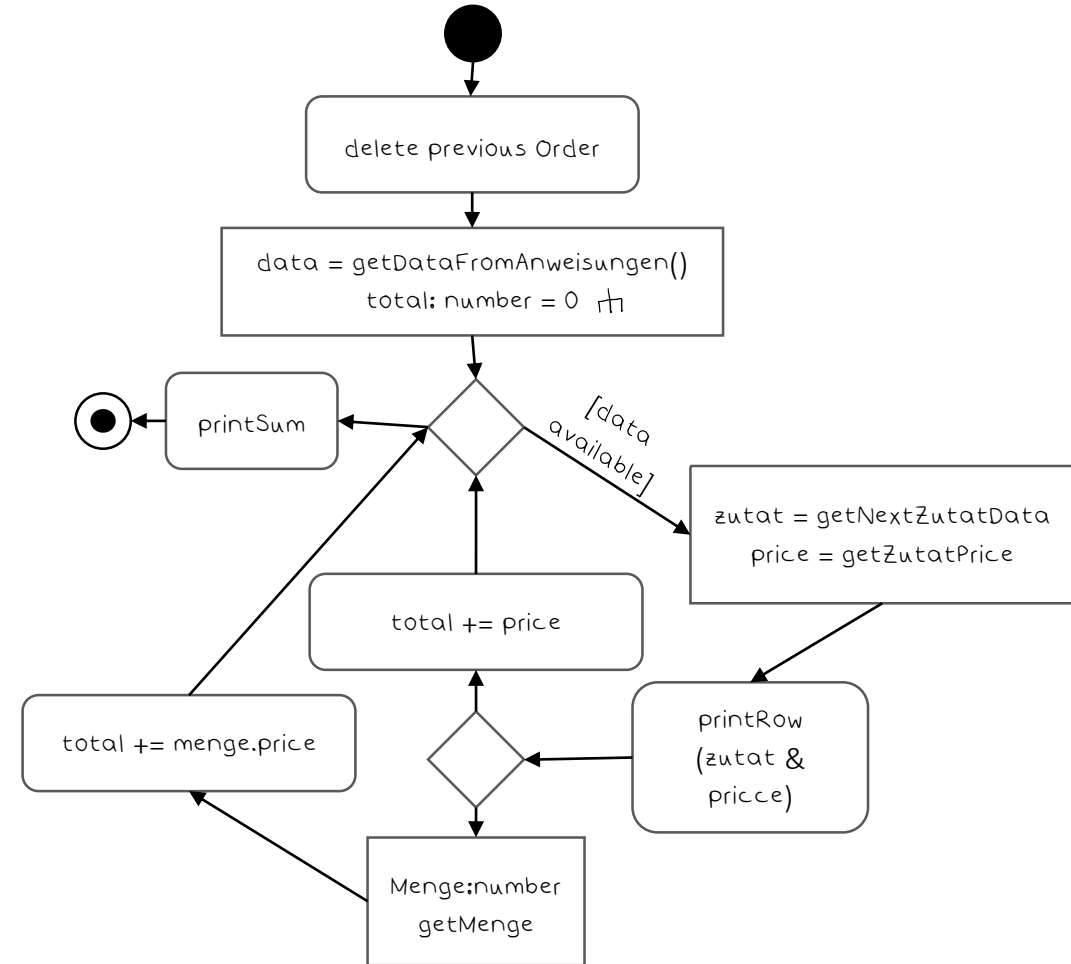 delete previous Order
data = getDataFromAnweisungen()
total: number = 0
printSum
[data
available]
zutat = getNextZutatData
price = getZutatPrice
total += price
printRow
(zutat &
pricce)
total += menge.price
Menge:number
getMenge